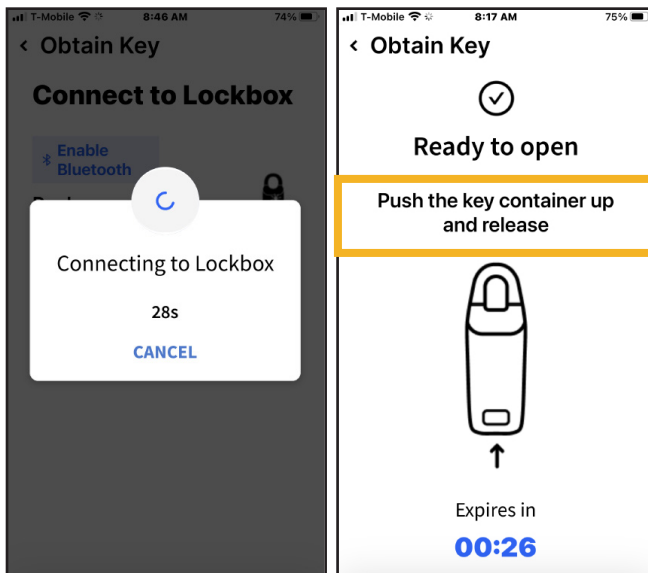 T-Mobile
8:46 AM
74%
Obtain Key
Connect to Lockbox
Enable
Bluetooth
Connecting to Lockbox
28s
CANCEL
T-Mobile
8:17 AM
75%
Obtain Key
Ready to open
Push the key container up
and release
Expires in
00:26